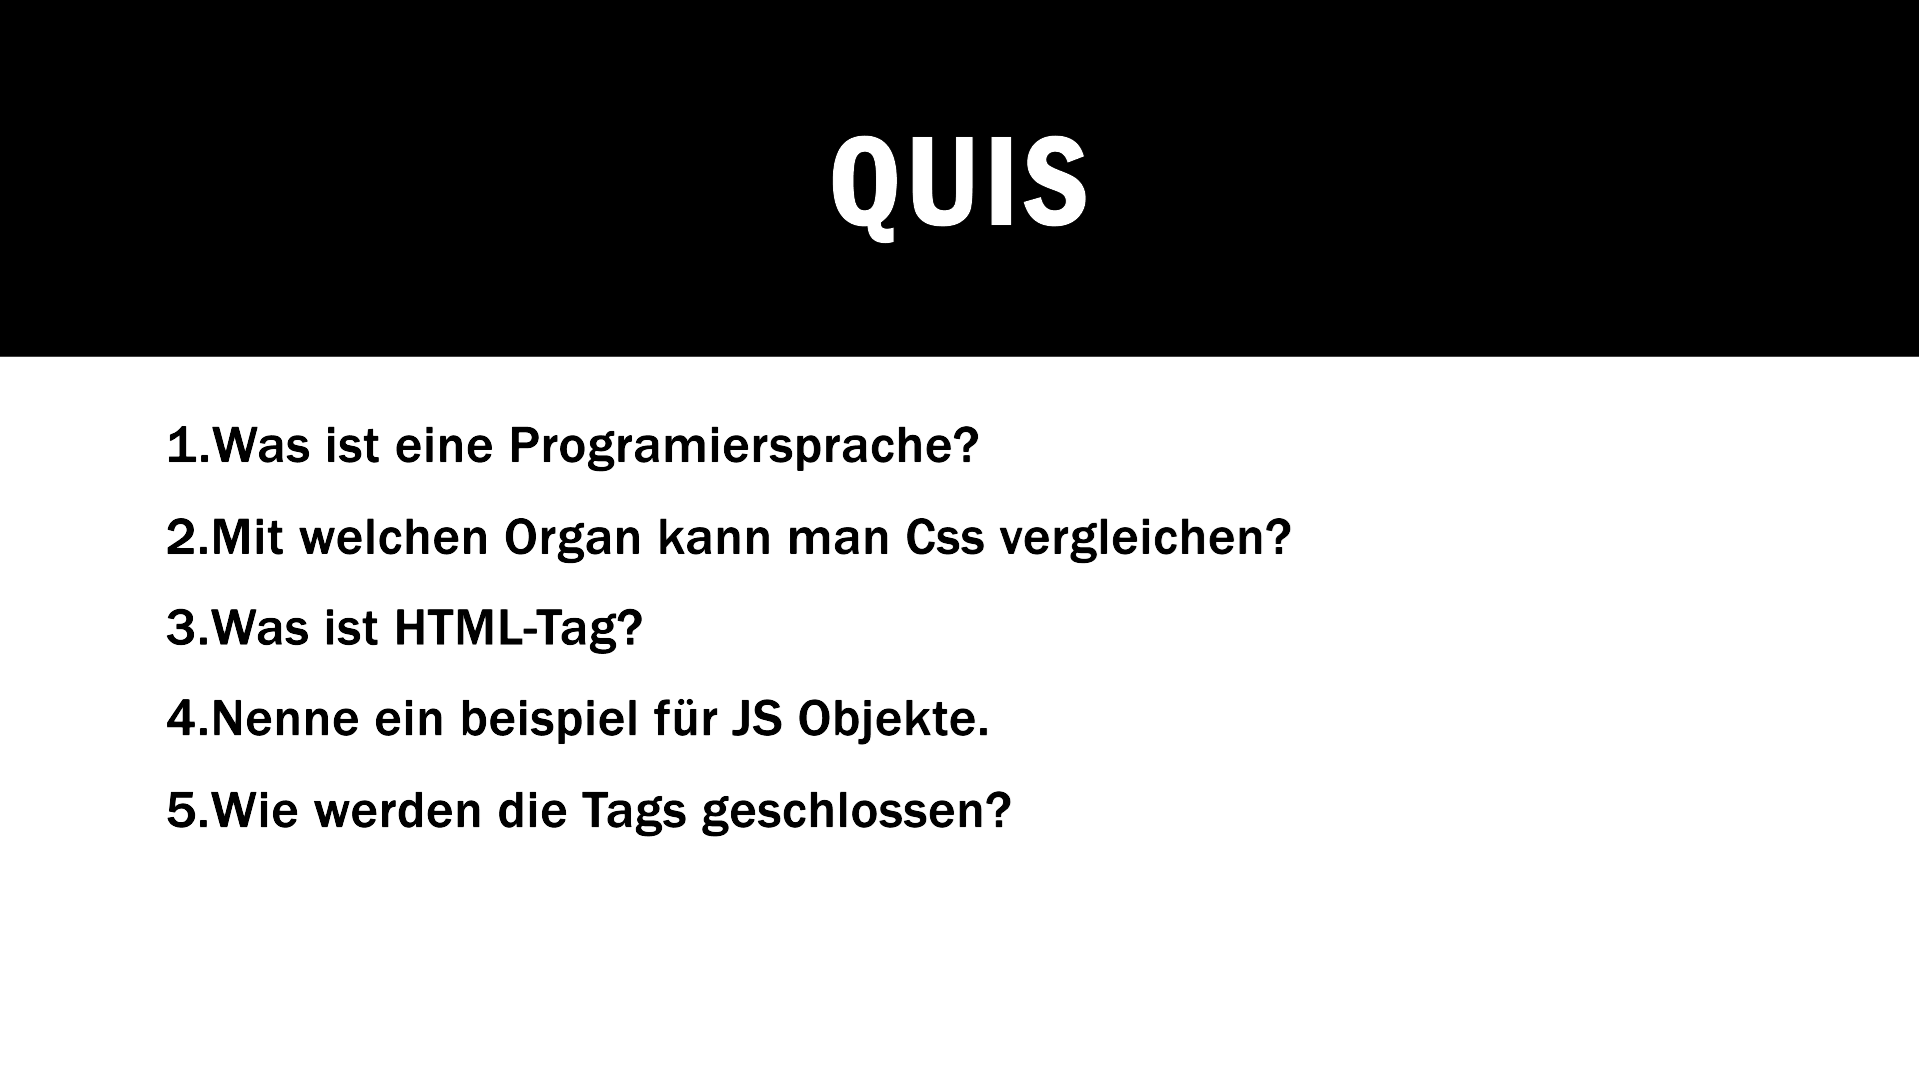 QUIS
1.Was ist eine Programiersprache?
2.Mit welchen Organ kann man Css vergleichen?
3.Was ist HTML-Tag?
4.Nenne ein beispiel für JS Objekte.
5.Wie werden die Tags geschlossen?